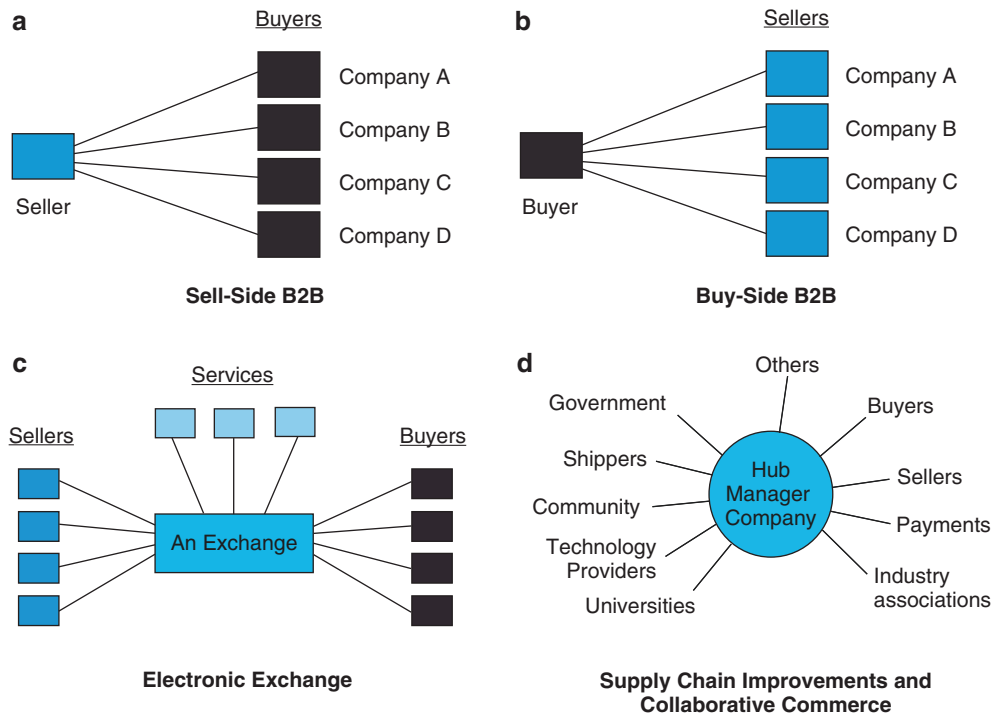 a
Buyers
Company A
Company B
Company C
Company D
Seller
Sell-Side B2B
b
Sellers
Company A
Company B
Company C
Company D
Buyer
Buy-Side B2B
c
Services
Sellers
Buyers
An Exchange
Electronic Exchange
d
Others
Government
Buyers
Shippers
Sellers
Community
Payments
Technology
Providers
Industry
associations
Universities
Hub
Manager
Company
Supply Chain Improvements and
Collaborative Commerce